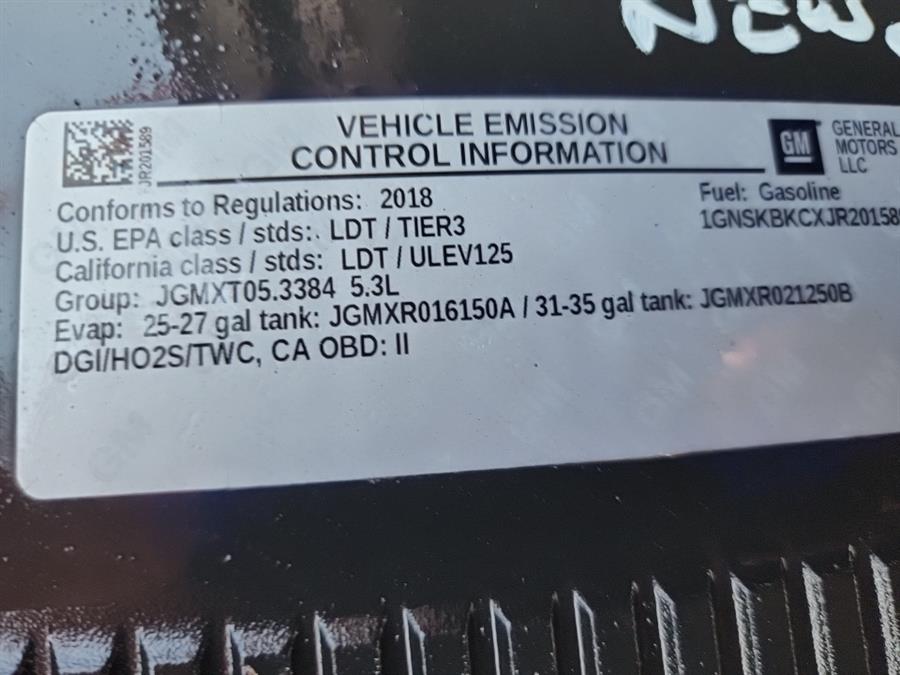 NEW
VEHICLE EMISSION
CONTROL INFORMATION
GM
GENERAL
MOTORS
LLC
JR201589
Conforms to Regulations: 2018
Fuel: Gasoline
U.S. EPA class / stds:. LDT / TIER3
1GNSKBKCXJR201589
California class / stds: LDT / ULEV125
Group: JGMXT05.3384 5.3L
Evap: 25-27 gal tank: JGMXR016150A / 31-35 gal tank: JGMXR021250B
DGI/HO2S/TWC, CA OBD: II